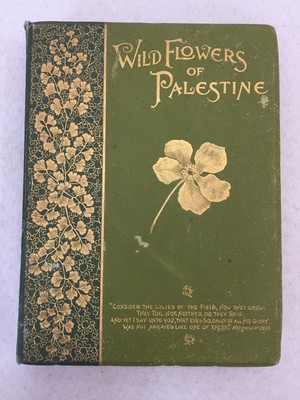 WILD FLOWERS
OF
PALESTINE
"CONSIDER THE LILIES OF THE FIELD, HOW THEY GROW:
THEY TOIL NOT, NEITHER DO THEY SPIN:
AND YET I SAY UNTO YOU, THAT EVEN SOLOMON IN ALL HIS GLORY
WAS NOT ARRAYED LIKE ONE OF THESE."